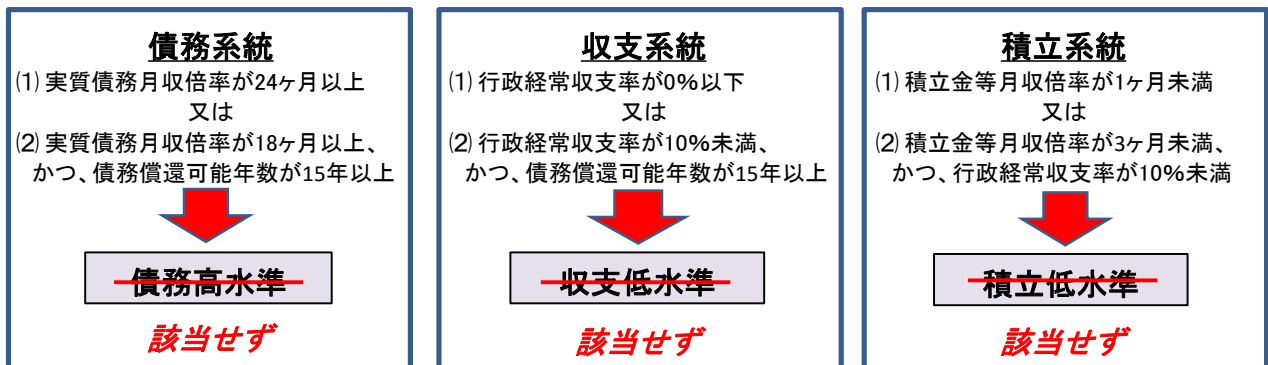 債務系統
⑴ 実質債務月収倍率が24ヶ月以上
又は
⑵ 実質債務月収倍率が18ヶ月以上、
かつ、債務償還可能年数が15年以上
債務高水準
該当せず
収支系統
⑴ 行政経常収支率が0%以下
又は
⑵ 行政経常収支率が10%未満、
かつ、債務償還可能年数が15年以上
収支低水準
該当せず
積立系統
⑴ 積立金等月収倍率が1ヶ月未満
又は
⑵ 積立金等月収倍率が3ヶ月未満、
かつ、行政経常収支率が10%未満
積立低水準
該当せず